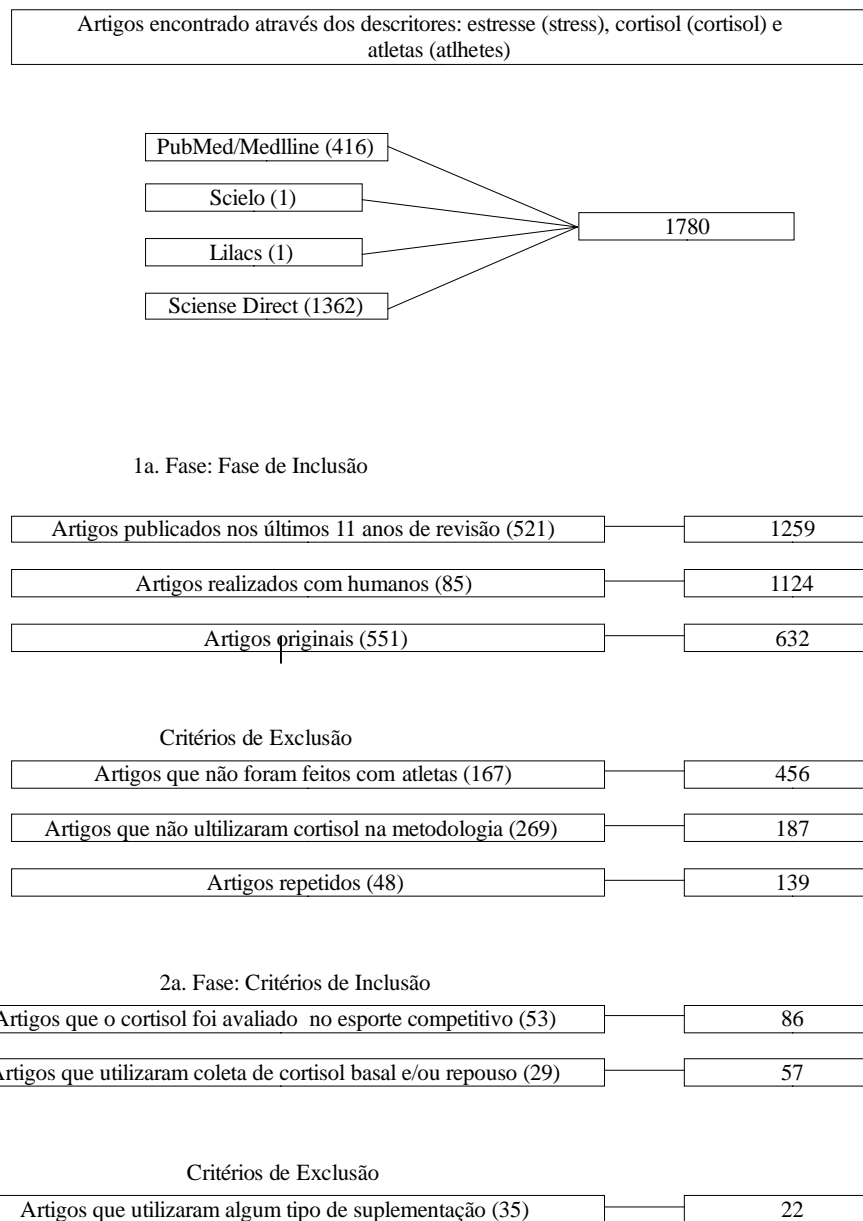 Artigos encontrado através dos descritores: estresse (stress), cortisol (cortisol) e
atletas (atlhetes)
PubMed/Medlline (416)
Scielo (1)
1780
Lilacs (1)
Sciense Direct (1362)
1a. Fase: Fase de Inclusão
Artigos publicados nos últimos 11 anos de revisão (521) 1259
Artigos realizados com humanos (85) 1124
Artigos originais (551) 632
Critérios de Exclusão
Artigos que não foram feitos com atletas (167) 456
Artigos que não ultilizaram cortisol na metodologia (269) 187
Artigos repetidos (48) 139
2a. Fase: Critérios de Inclusão
Artigos que o cortisol foi avaliado no esporte competitivo (53) 86
Artigos que utilizaram coleta de cortisol basal e/ou repouso (29) 57
Critérios de Exclusão
Artigos que utilizaram algum tipo de suplementação (35) 22